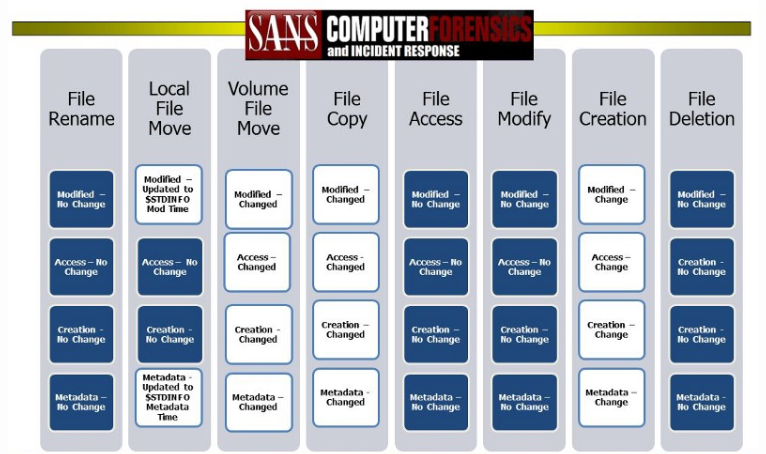 SANS COMPUTER FORENSICS
and INCIDENT RESPONSE
File
Rename
Local
File
Move
Volume
File
Move
File
Copy
File
Access
File
Modify
File
Creation
File
Deletion
Modified –
No Change
Modified –
Updated to
$STDINFO
Mod Time
Modified –
Changed
Modified –
Changed
Modified –
No Change
Modified –
No Change
Modified –
Change
Modified –
No Change
Access – No
Change
Access – No
Change
Access –
Changed
Access -
Changed
Access – No
Change
Access – No
Change
Access –
Change
Creation -
No Change
Creation -
No Change
Creation -
No Change
Creation -
Changed
Creation –
Changed
Creation –
No Change
Creation –
No Change
Creation –
Change
Creation -
No Change
Metadata –
No Change
Metadata -
Updated to
$STDINFO
Metadata
Time
Metadata –
Changed
Metadata -
Changed
Metadata –
No Change
Metadata –
No Change
Metadata –
Change
Metadata -
No Change